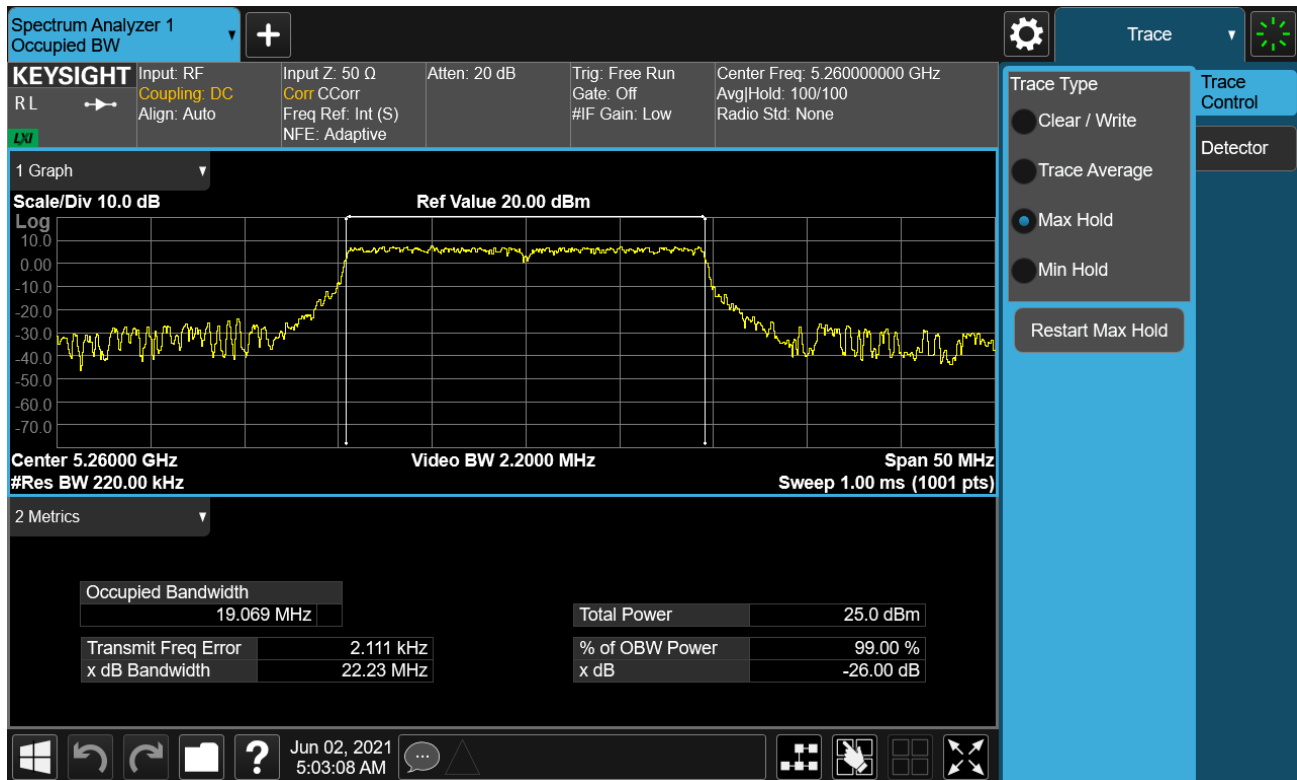 Spectrum Analyzer 1
Occupied BW
+
Trace
KEYSIGHT
R L
LXI
Input: RF
Coupling: DC
Align: Auto
Input Z: 50 Ω
Corr CCorr
Freq Ref: Int (S)
NFE: Adaptive
Atten: 20 dB
Trig: Free Run
Gate: Off
#IF Gain: Low
Center Freq: 5.260000000 GHz
Avg|Hold: 100/100
Radio Std: None
Trace Type
Clear / Write
Trace Average
Max Hold
Min Hold
Restart Max Hold
Trace
Control
Detector
1 Graph
Scale/Div 10.0 dB
Ref Value 20.00 dBm
Log
10.0
0.00
-10.0
-20.0
-30.0
-40.0
-50.0
-60.0
-70.0
Center 5.26000 GHz
Video BW 2.2000 MHz
Span 50 MHz
#Res BW 220.00 kHz
Sweep 1.00 ms (1001 pts)
2 Metrics
Occupied Bandwidth
19.069 MHz
Total Power 25.0 dBm
Transmit Freq Error 2.111 kHz
% of OBW Power 99.00 %
x dB Bandwidth 22.23 MHz
x dB -26.00 dB
?
Jun 02, 2021
5:03:08 AM